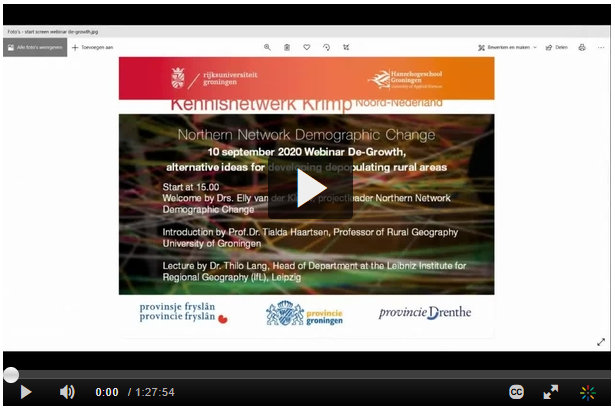 Foto's - start screen webinar de-growth.jpg
Alle foto's weergeven
Toevoegen aan
Bewerken en maken
Delen
rijksuniversiteit
groningen
Hanzehogeschool
Groningen
University of Applied Sciences
Kennisnetwerk Krimp Noord-Nederland
Northern Network Demographic Change
10 september 2020 Webinar De-Growth,
alternative ideas for developing depopulating rural areas
Start at 15.00
Welcome by Drs. Elly van der projectleader Northern Network
Demographic Change
Introduction by Prof.Dr. Tialda Haartsen, Professor of Rural Geography
University of Groningen
Lecture by Dr. Thilo Lang, Head of Department at the Leibniz Institute for
Regional Geography (IfL), Leipzig
provinsje fryslân
provincie fryslân
provincie
groningen
provincie Drenthe
0:00 / 1:27:54
CC